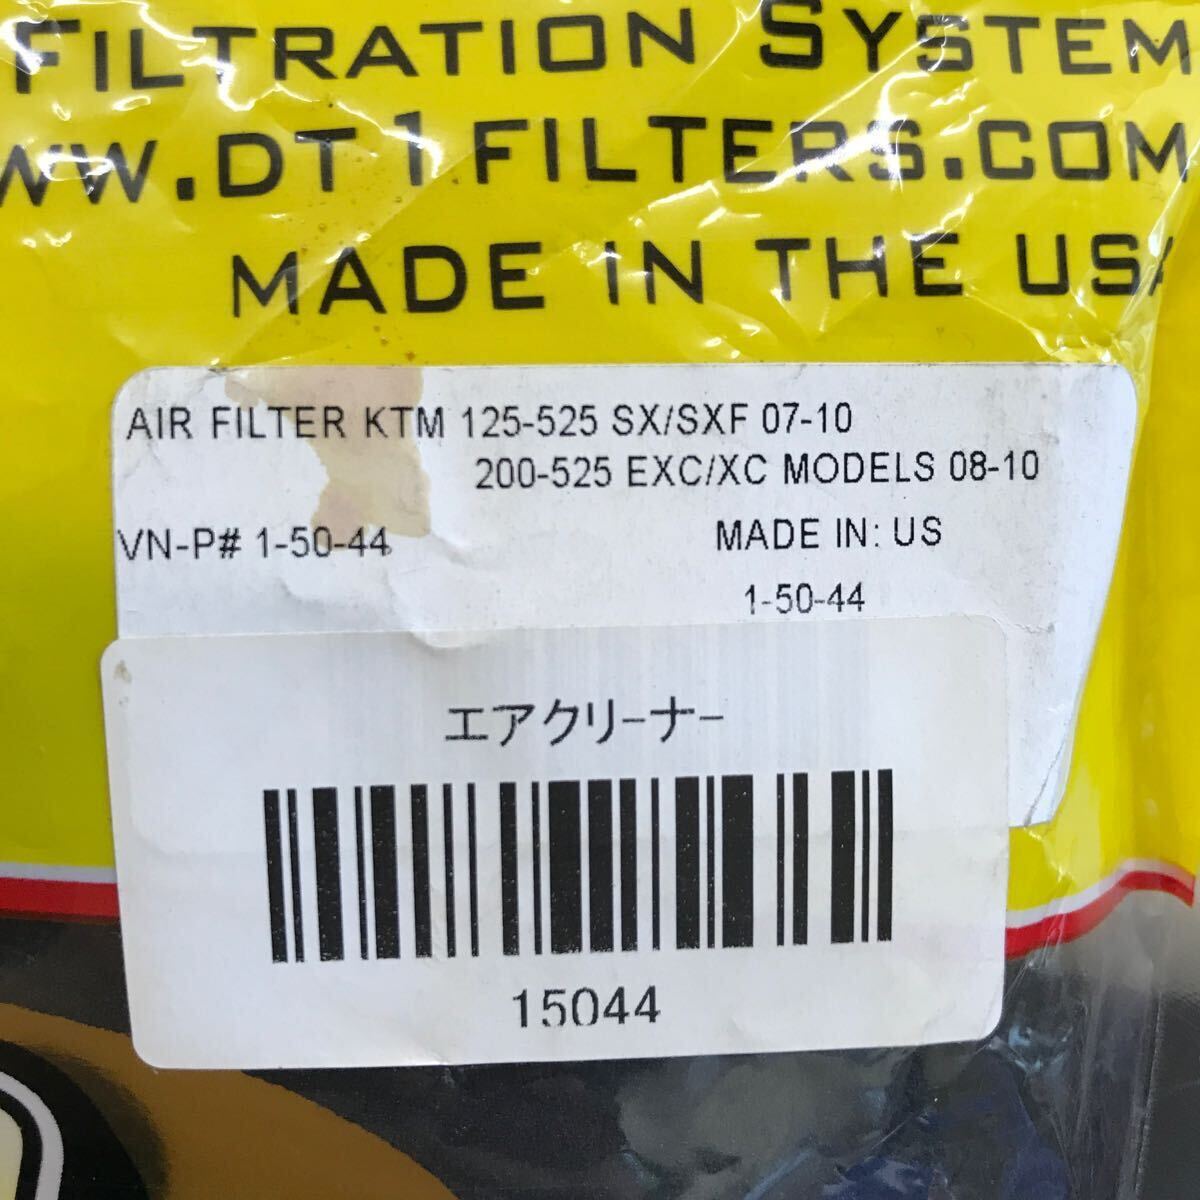 FILTRATION SYSTEM
WW.DT1FILTERS.COM
MADE IN THE USA
AIR FILTER KTM 125-525 SX/SXF 07-10
200-525 EXC/XC MODELS 08-10
VN-P# 1-50-44 MADE IN: US
1-50-44
エアクリーナー
15044